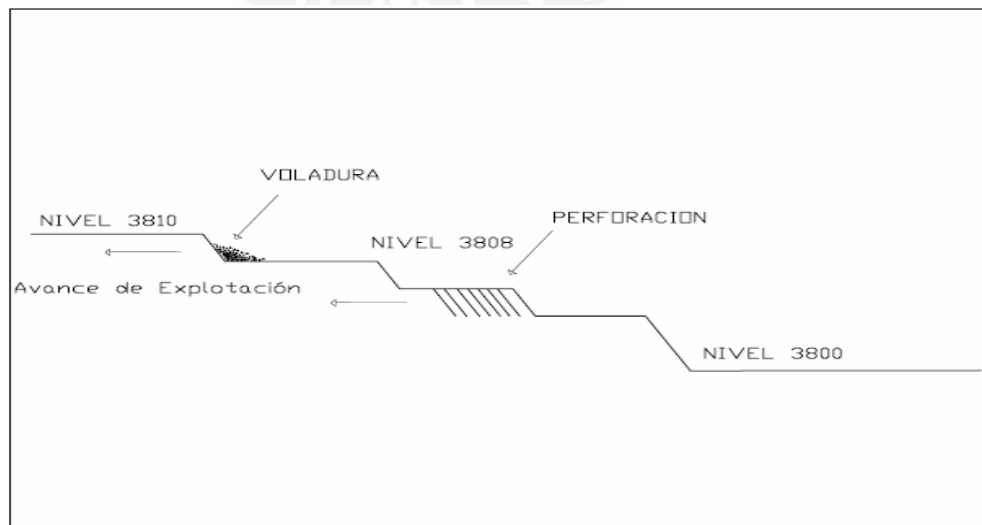 VOLADURA
NIVEL 3810
PERFORACION
NIVEL 3808
Avance de Explotación
NIVEL 3800